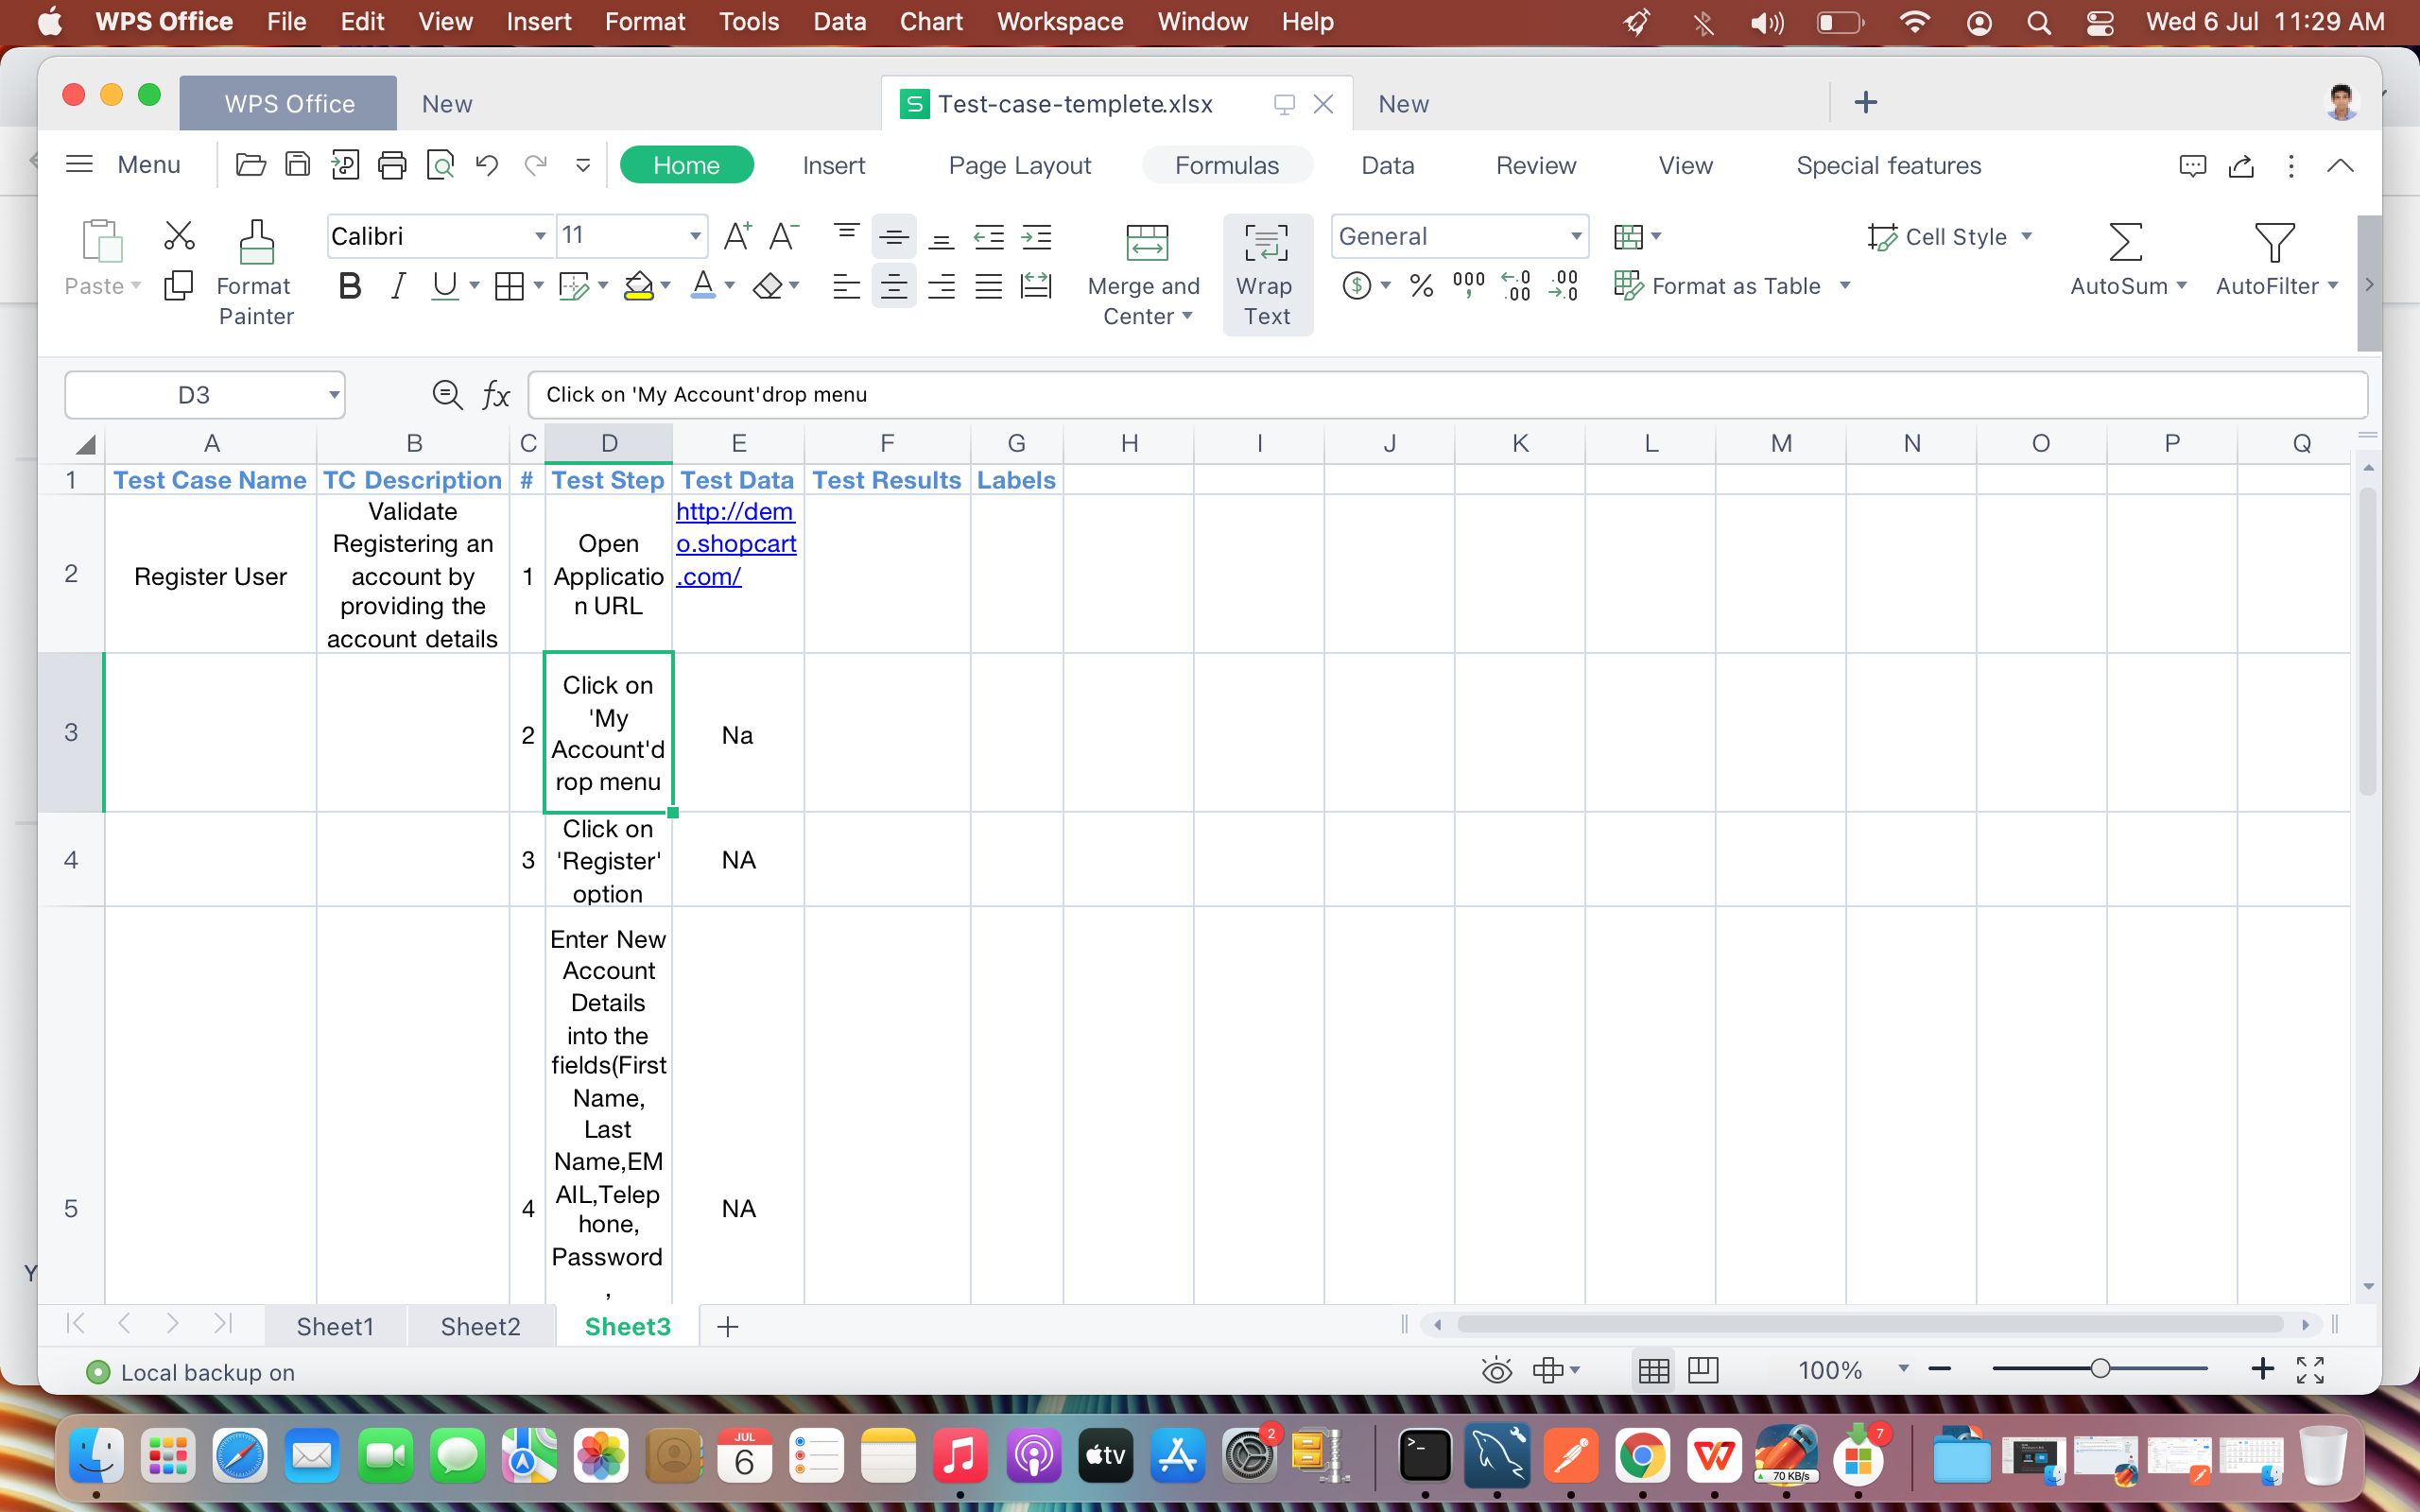 WPS Office File Edit View Insert Format Tools Data Chart Workspace Window Help Wed 6 Jul 11:29 AM
WPS Office New Test-case-templete.xlsx New
Menu Home Insert Page Layout Formulas Data Review View Special features
Calibri 11 General Cell Style
Paste Format Painter Merge and Center Wrap Text Format as Table AutoSum AutoFilter
D3 fx Click on 'My Account'drop menu
A B C D E F G H I J K L M N O P Q
1 Test Case Name TC Description # Test Step Test Data Test Results Labels
2 Register User
Validate
Registering an
account by
providing the
account details
1
Open
Applicatio
n URL
http://dem
o.shopcart
.com/
3
2
Click on
'My
Account'd
rop menu
Na
4
3
Click on
'Register'
option
NA
5
4
Enter New
Account
Details
into the
fields(First
Name,
Last
Name,EM
AIL,Telep
hone,
Password
,
NA
Y
Sheet1 Sheet2 Sheet3
Local backup on 100%
JUL
6
tv
2
70 KB/s
7